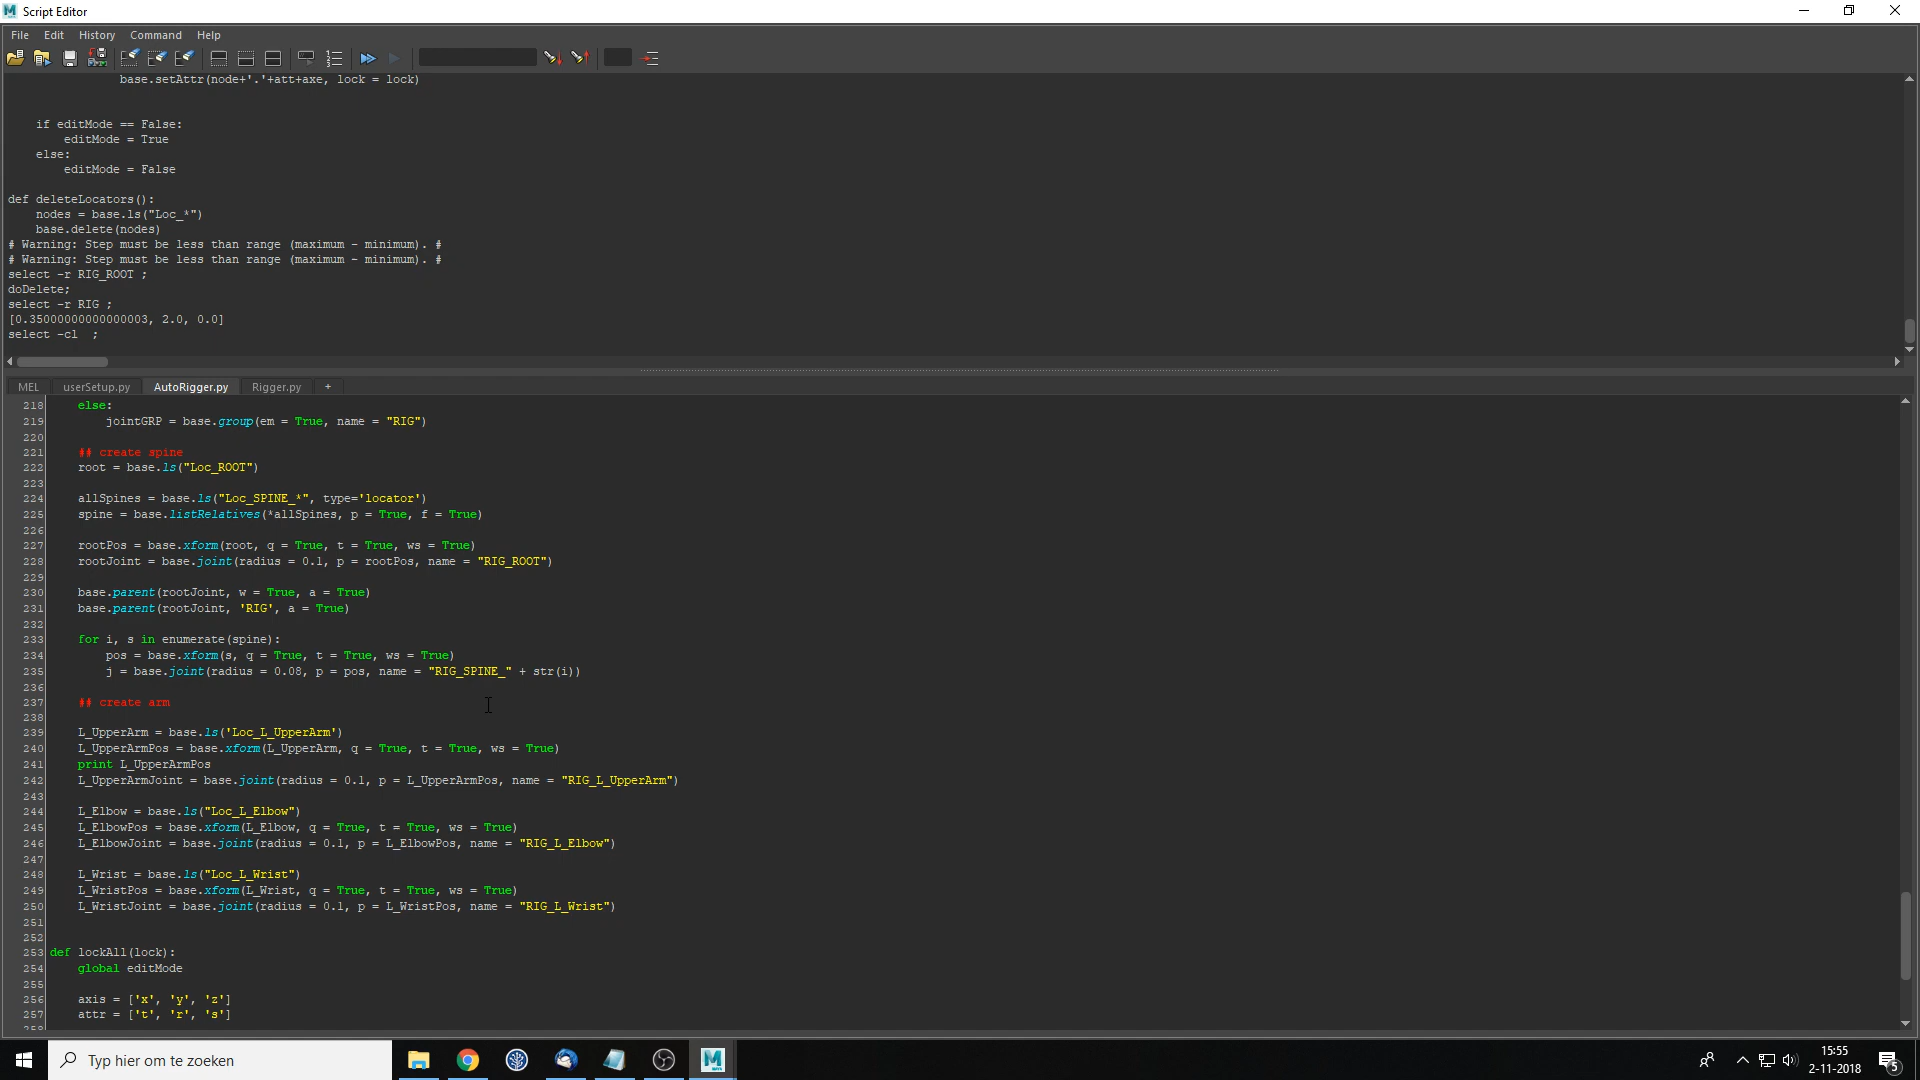 Script Editor
File Edit History Command Help
base.setAttr(node+'.'+att+axe, lock = lock)
if editMode == False:
editMode = True
else:
editMode = False
def deleteLocators():
nodes = base.ls("Loc_*")
base.delete(nodes)
# Warning: Step must be less than range (maximum - minimum). #
# Warning: Step must be less than range (maximum - minimum). #
select -r RIG_ROOT ;
doDelete;
select -r RIG ;
[0.35000000000000003, 2.0, 0.0]
select -cl  ;
MEL userSetup.py AutoRigger.py Rigger.py +
218 else:
219 jointGRP = base.group(em = True, name = "RIG")
220
221 ## create spine
222 root = base.ls("Loc_ROOT")
223
224 allSpines = base.ls("Loc_SPINE_*", type='locator')
225 spine = base.listRelatives(*allSpines, p = True, f = True)
226
227 rootPos = base.xform(root, q = True, t = True, ws = True)
228 rootJoint = base.joint(radius = 0.1, p = rootPos, name = "RIG_ROOT")
229
230 base.parent(rootJoint, w = True, a = True)
231 base.parent(rootJoint, 'RIG', a = True)
232
233 for i, s in enumerate(spine):
234 pos = base.xform(s, q = True, t = True, ws = True)
235 j = base.joint(radius = 0.08, p = pos, name = "RIG_SPINE_" + str(i))
236
237 ## create arm
238
239 L_UpperArm = base.ls('Loc_L_UpperArm')
240 L_UpperArmPos = base.xform(L_UpperArm, q = True, t = True, ws = True)
241 print L_UpperArmPos
242 L_UpperArmJoint = base.joint(radius = 0.1, p = L_UpperArmPos, name = "RIG_L_UpperArm")
243
244 L_Elbow = base.ls("Loc_L_Elbow")
245 L_ElbowPos = base.xform(L_Elbow, q = True, t = True, ws = True)
246 L_ElbowJoint = base.joint(radius = 0.1, p = L_ElbowPos, name = "RIG_L_Elbow")
247
248 L_Wrist = base.ls("Loc_L_Wrist")
249 L_WristPos = base.xform(L_Wrist, q = True, t = True, ws = True)
250 L_WristJoint = base.joint(radius = 0.1, p = L_WristPos, name = "RIG_L_Wrist")
251
252
253 def lockAll(lock):
254 global editMode
255
256 axis = ['x', 'y', 'z']
257 attr = ['t', 'r', 's']
258
Typ hier om te zoeken
15:55
2-11-2018
5